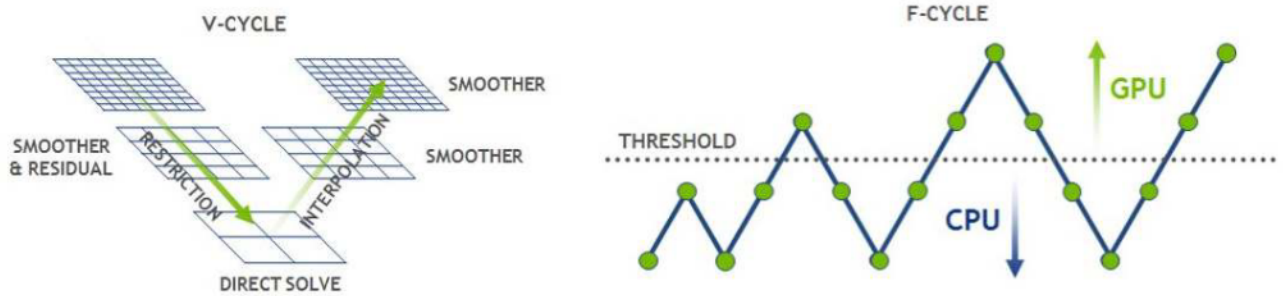 V-CYCLE
SMOOTHER
SMOOTHER
& RESIDUAL
RESTRICTION
INTERPOLATION
SMOOTHER
DIRECT SOLVE
F-CYCLE
GPU
THRESHOLD
CPU